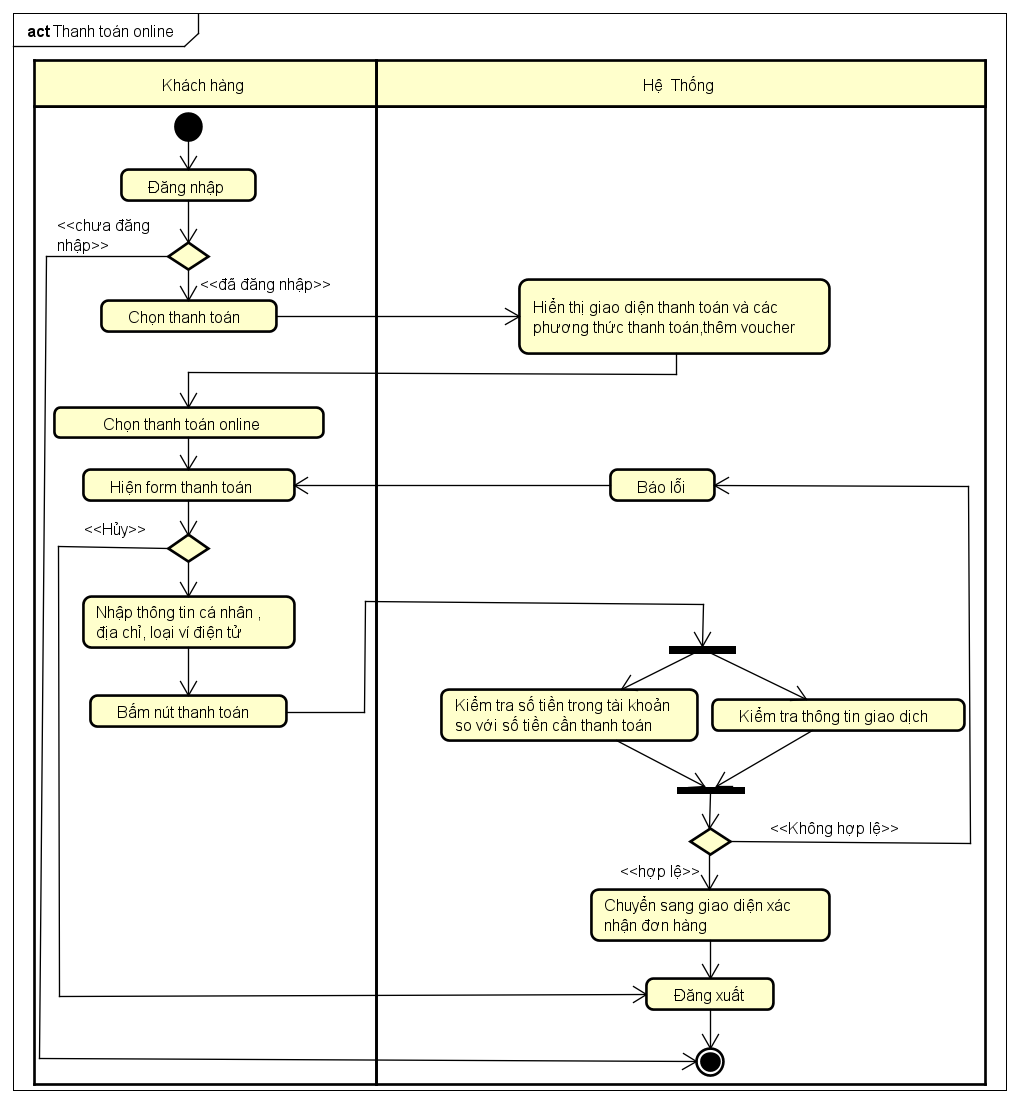 act Thanh toán online
Khách hàng
Hệ Thống
Đăng nhập
<<chưa đăng
nhập>>
<<đã đăng nhập>>
Chọn thanh toán
Hiển thị giao diện thanh toán và các
phương thức thanh toán,thêm voucher
Chọn thanh toán online
Hiện form thanh toán
Báo lỗi
<<Hủy>>
Nhập thông tin cá nhân ,
địa chỉ, loại ví điện tử
Bấm nút thanh toán
Kiểm tra số tiền trong tài khoản
so với số tiền cần thanh toán
Kiểm tra thông tin giao dịch
<<Không hợp lệ>>
<<hợp lệ>>
Chuyển sang giao diện xác
nhận đơn hàng
Đăng xuất